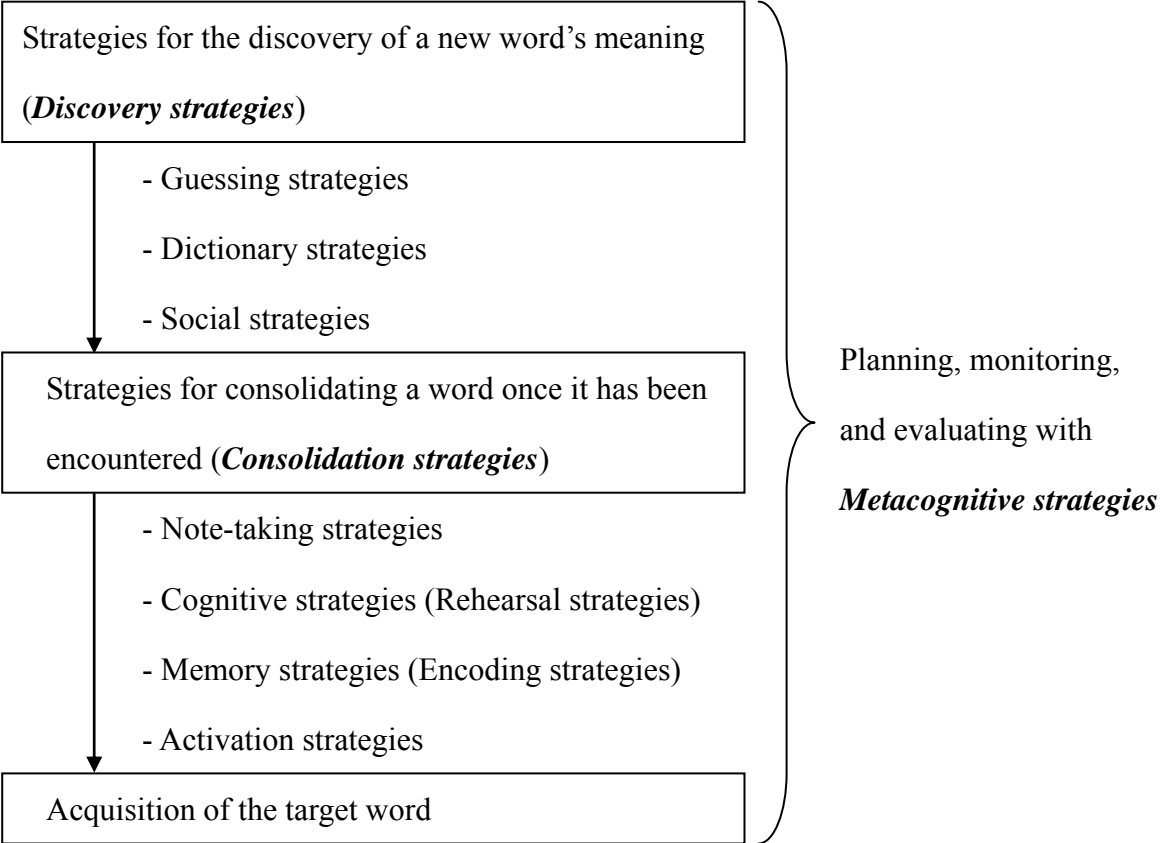 Strategies for the discovery of a new word’s meaning
(Discovery strategies)
- Guessing strategies
- Dictionary strategies
- Social strategies
Strategies for consolidating a word once it has been
encountered (Consolidation strategies)
- Note-taking strategies
- Cognitive strategies (Rehearsal strategies)
- Memory strategies (Encoding strategies)
- Activation strategies
Acquisition of the target word
Planning, monitoring,
and evaluating with
Metacognitive strategies